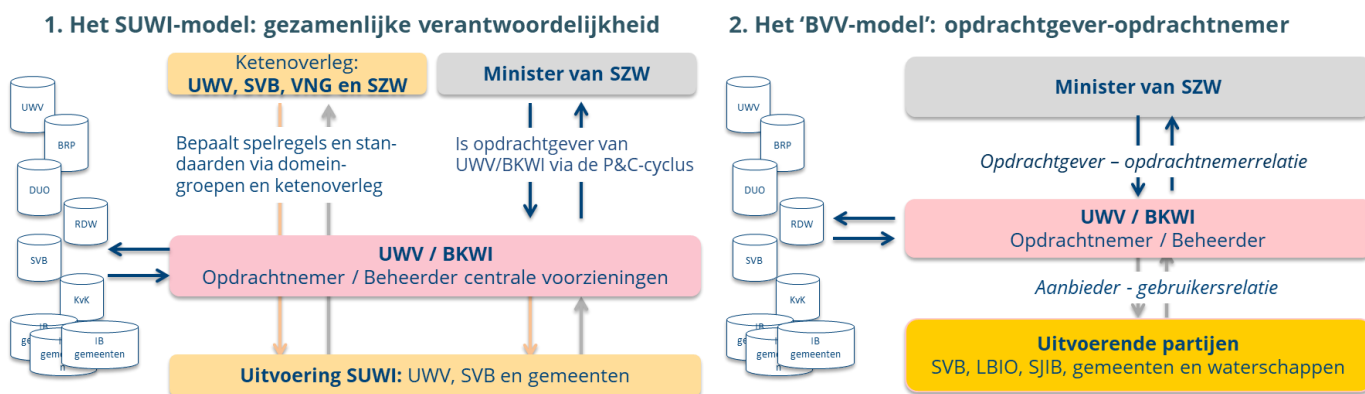 1. Het SUWI-model: gezamenlijke verantwoordelijkheid
Ketenoverleg:
UWV, SVB, VNG en SZW
Minister van SZW
Bepaalt spelregels en stan-
daarden via domein-
groepen en ketenoverleg
Is opdrachtgever van
UWV/BKWI via de P&C-cyclus
UWV
BRP
DUO
RDW
SVB
KvK
IB
gemeenten
UWV / BKWI
Opdrachtnemer / Beheerder centrale voorzieningen
Uitvoering SUWI: UWV, SVB en gemeenten
2. Het ‘BVV-model’: opdrachtgever-opdrachtnemer
Minister van SZW
Opdrachtgever – opdrachtnemerrelatie
UWV
BRP
DUO
RDW
SVB
KvK
IB
gemeenten
UWV / BKWI
Opdrachtnemer / Beheerder
Aanbieder - gebruikersrelatie
Uitvoerende partijen
SVB, LBIO, SJIB, gemeenten en waterschappen